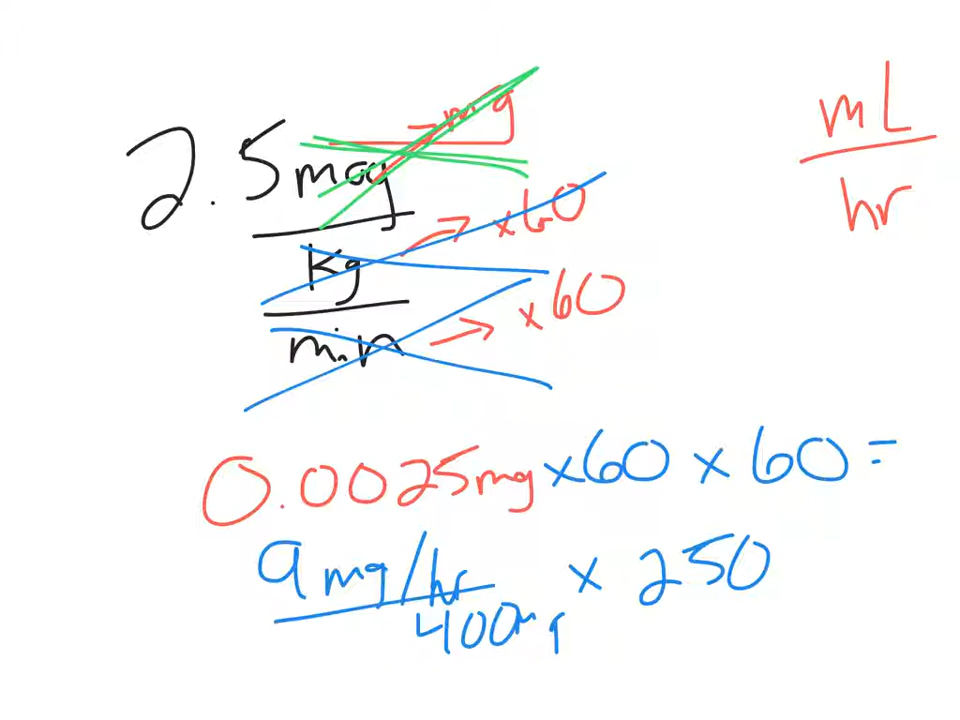 mg
2.5mcg
mL
hr
kg
x60
min
x60
0.0025mg x60 x 60 =
9mg/hr x 250
400mg